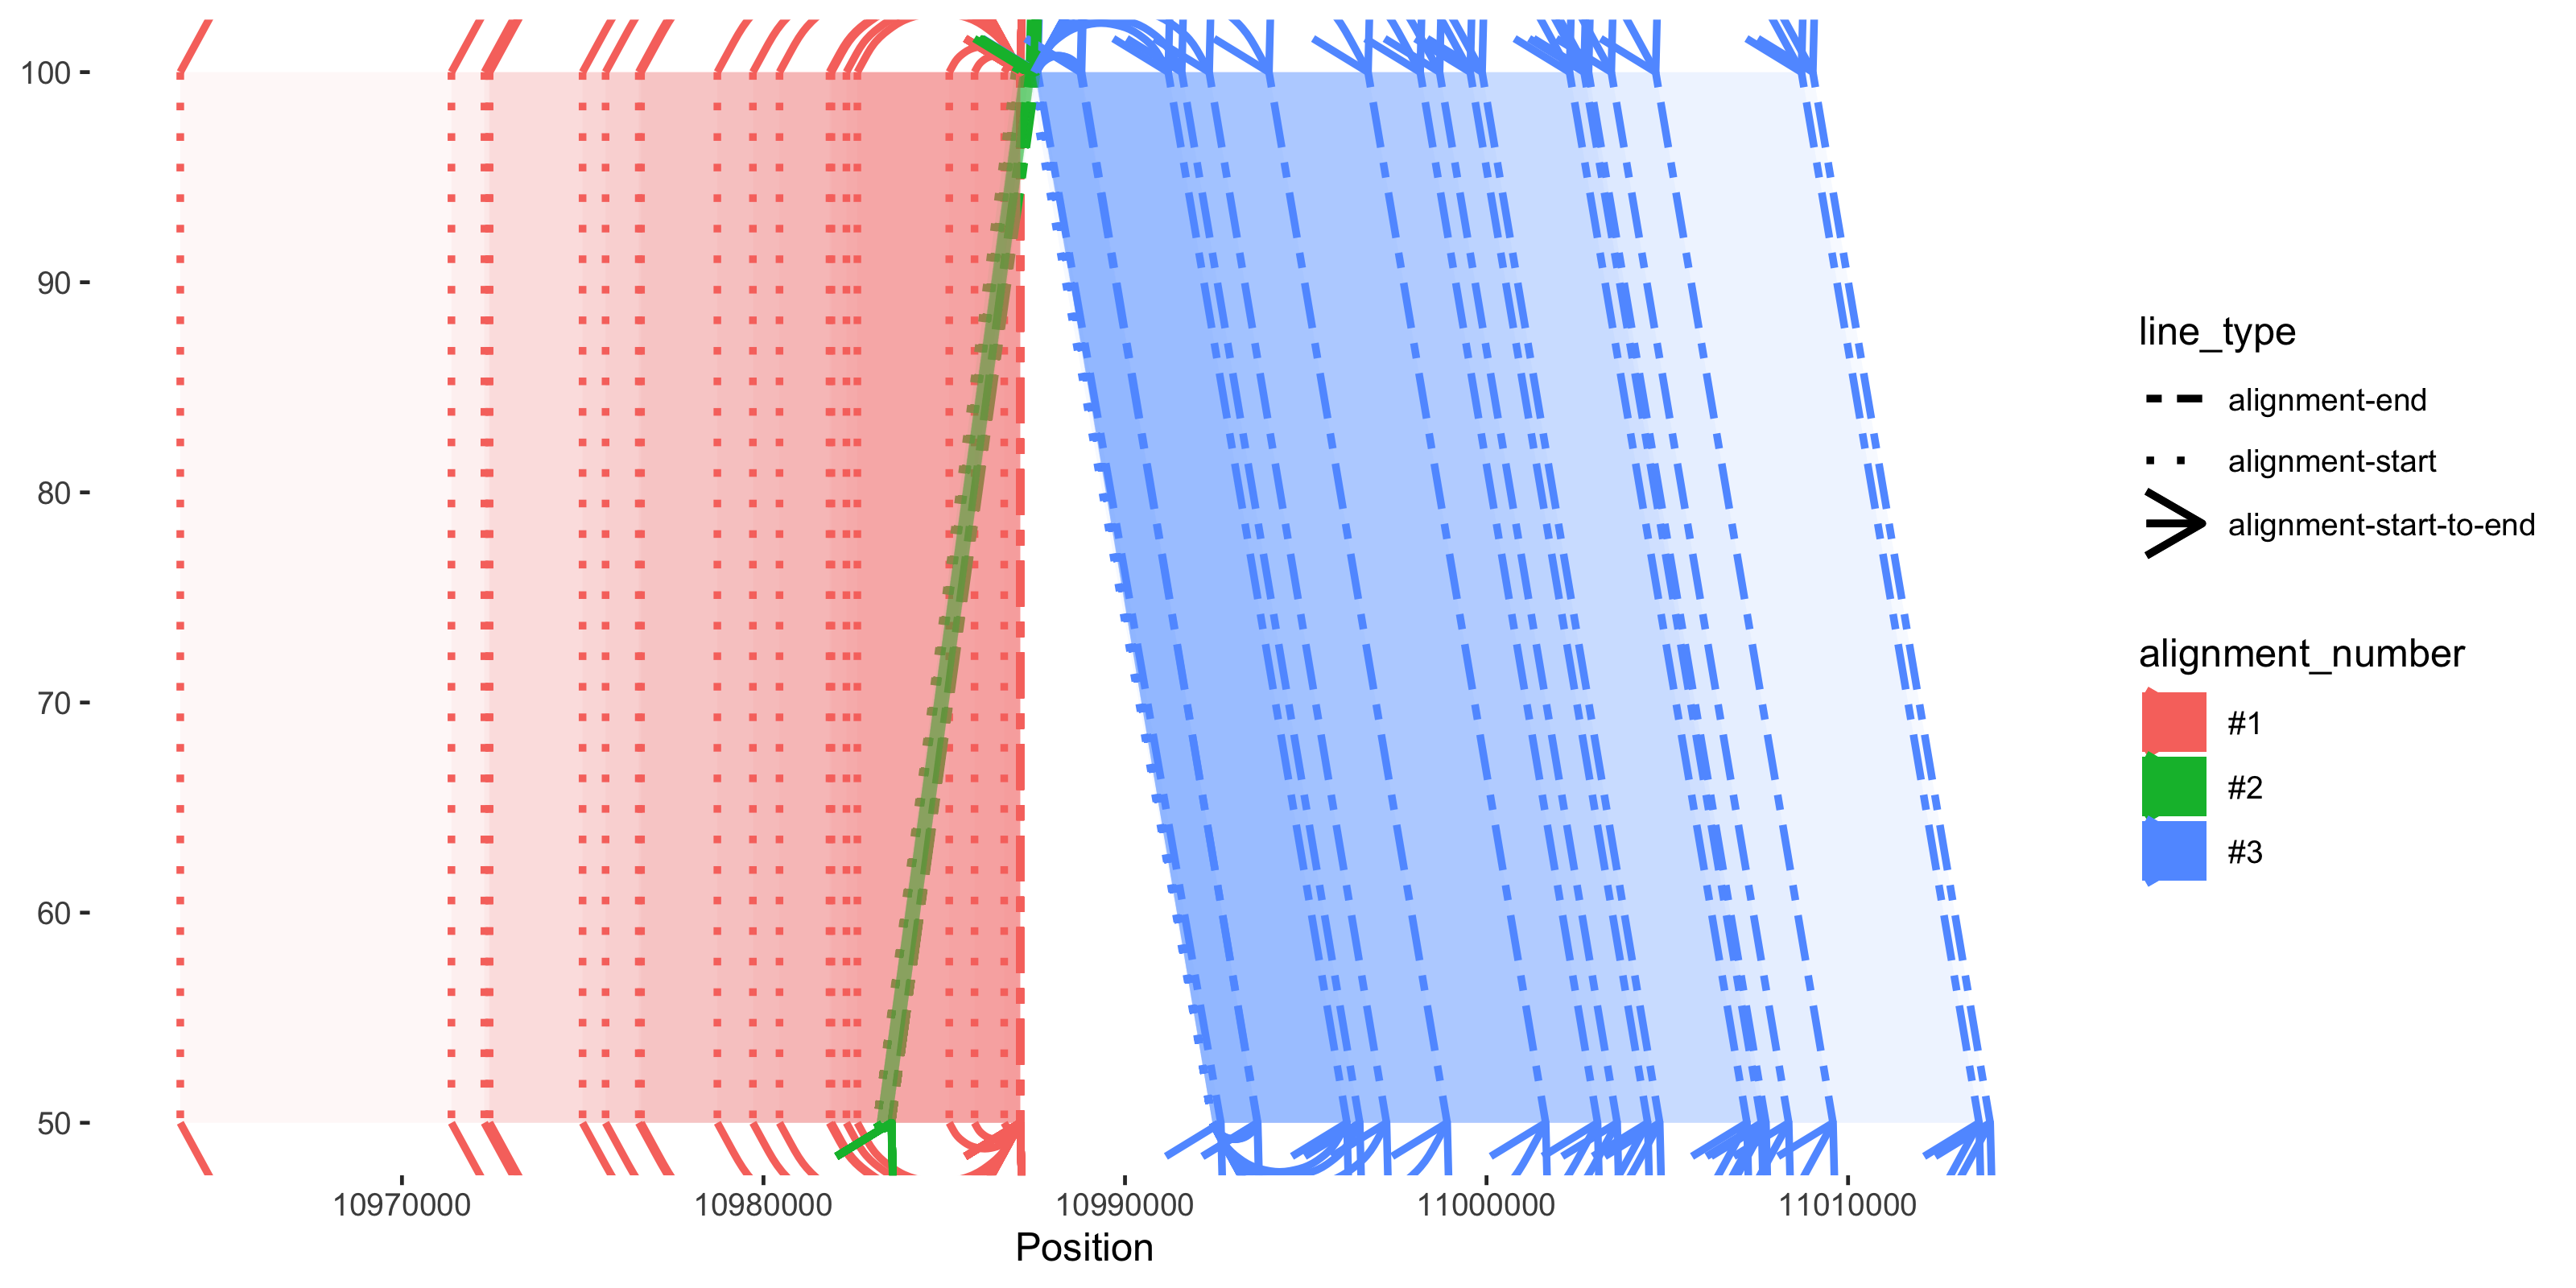 100
90
80
70
60
50
10970000
10980000
10990000
11000000
11010000
Position
line_type
alignment-end
alignment-start
alignment-start-to-end
alignment_number
#1
#2
#3